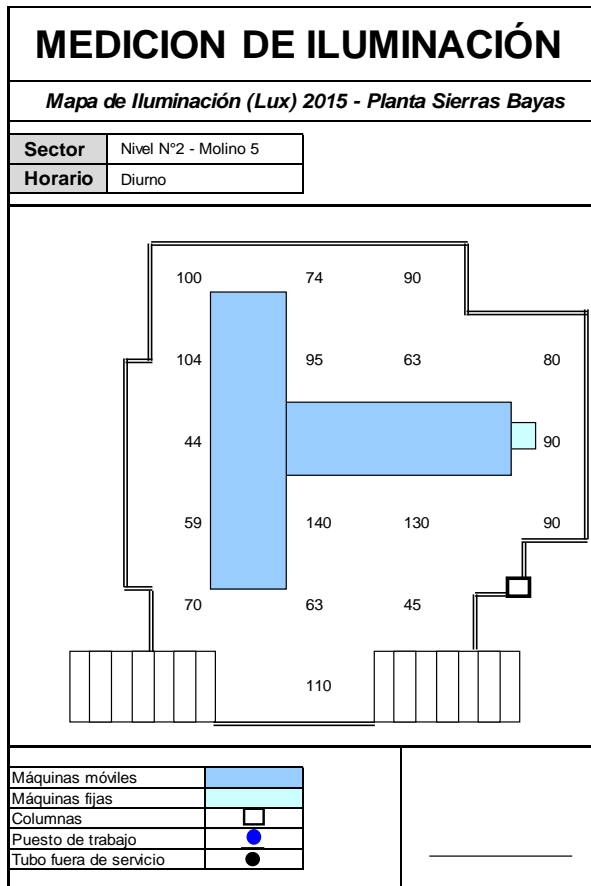 MEDICION DE ILUMINACIÓN
Mapa de Iluminación (Lux) 2015 - Planta Sierras Bayas
Sector Nivel N°2 - Molino 5
Horario Diurno
100 74 90
104 95 63 80
44 90
59 140 130 90
70 63 45
110
Máquinas móviles
Máquinas fijas
Columnas
Puesto de trabajo
Tubo fuera de servicio